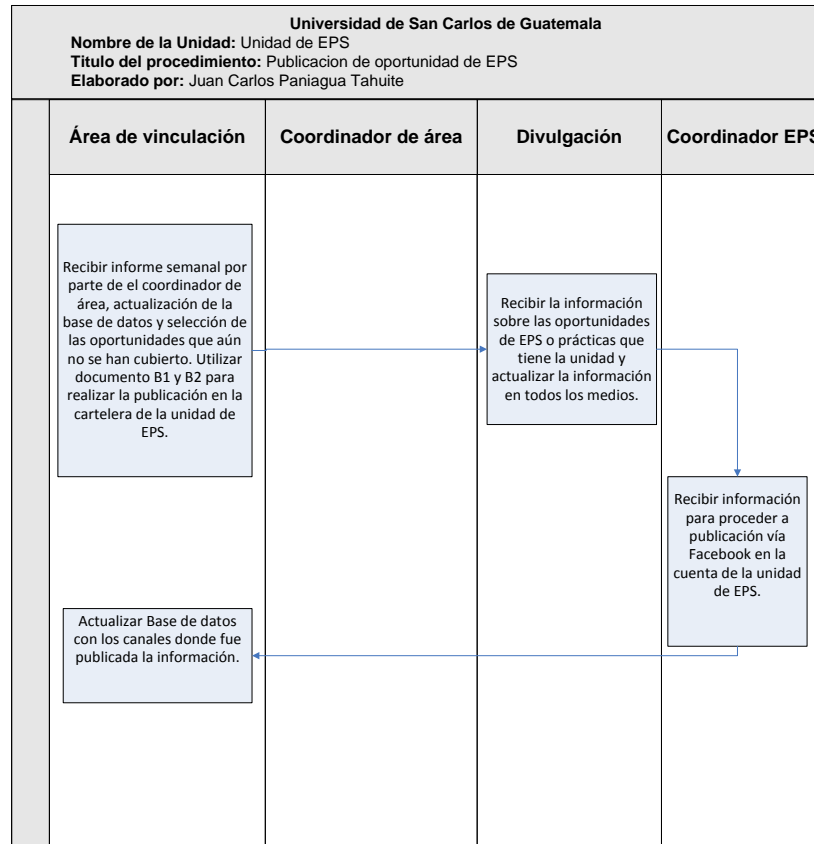 Universidad de San Carlos de Guatemala
Nombre de la Unidad: Unidad de EPS
Titulo del procedimiento: Publicacion de oportunidad de EPS
Elaborado por: Juan Carlos Paniagua Tahuite
Área de vinculación
Coordinador de área
Divulgación
Coordinador EPS
Recibir informe semanal por
parte de el coordinador de
área, actualización de la
base de datos y selección de
las oportunidades que aún
no se han cubierto. Utilizar
documento B1 y B2 para
realizar la publicación en la
cartelera de la unidad de
EPS.
Recibir la información
sobre las oportunidades
de EPS o prácticas que
tiene la unidad y
actualizar la información
en todos los medios.
Recibir información
para proceder a
publicación vía
Facebook en la
cuenta de la unidad
de EPS.
Actualizar Base de datos
con los canales donde fue
publicada la información.